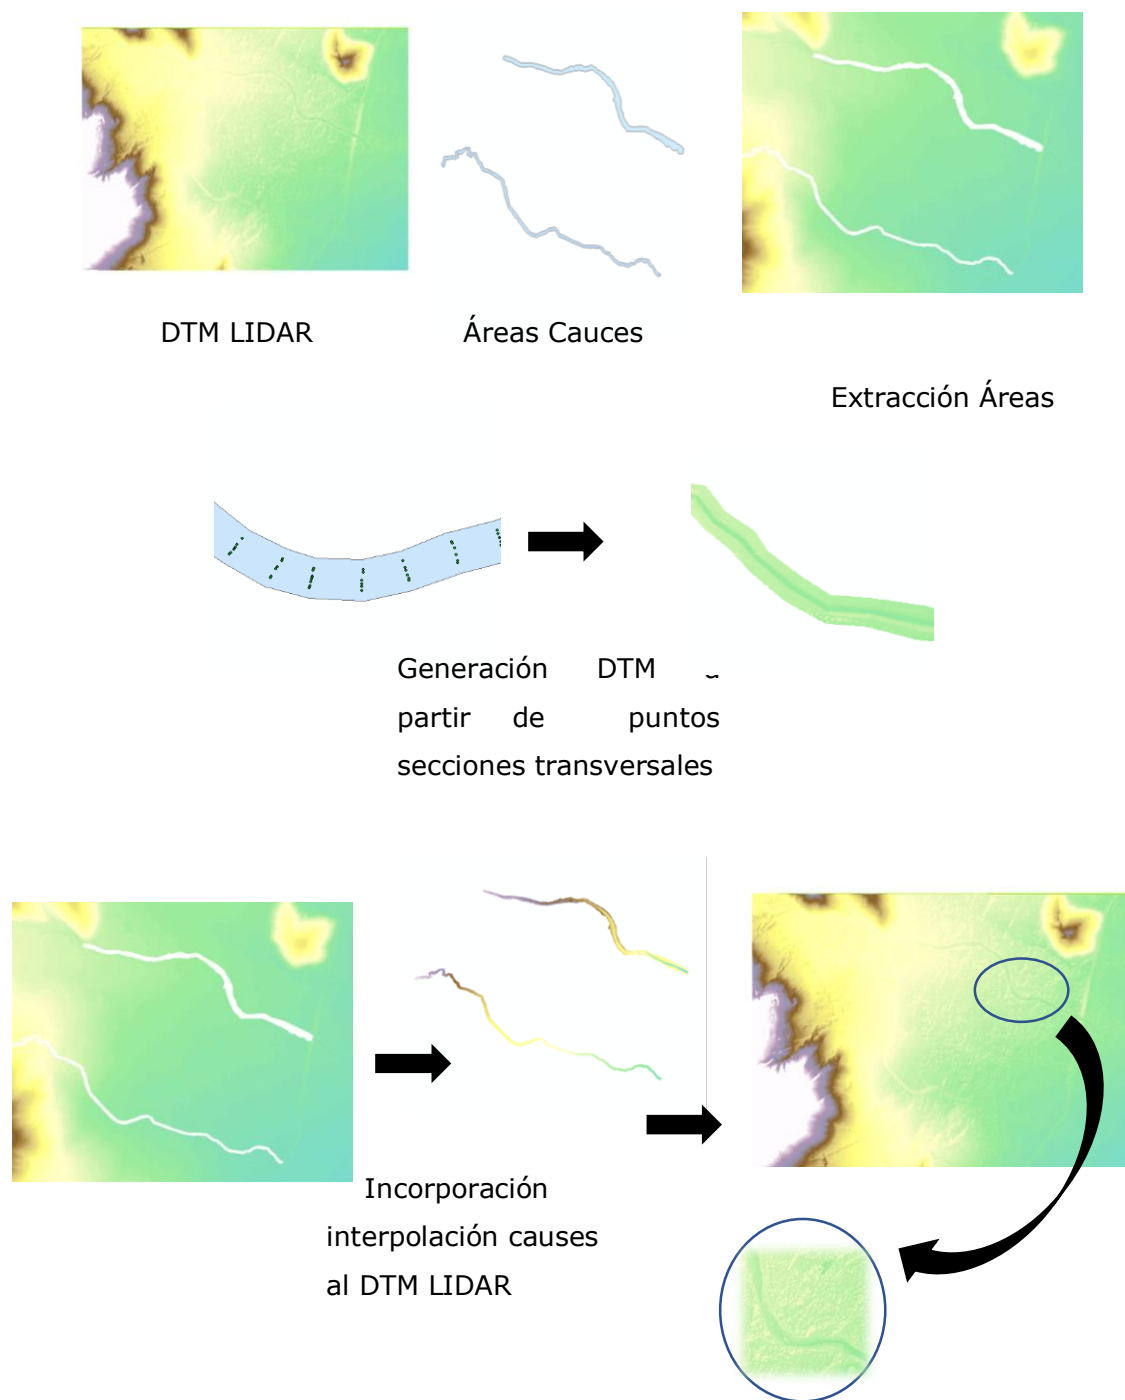 DTM LIDAR
Áreas Cauces
Extracción Áreas
Generación DTM
partir de puntos
secciones transversales
Incorporación
interpolación causes
al DTM LIDAR